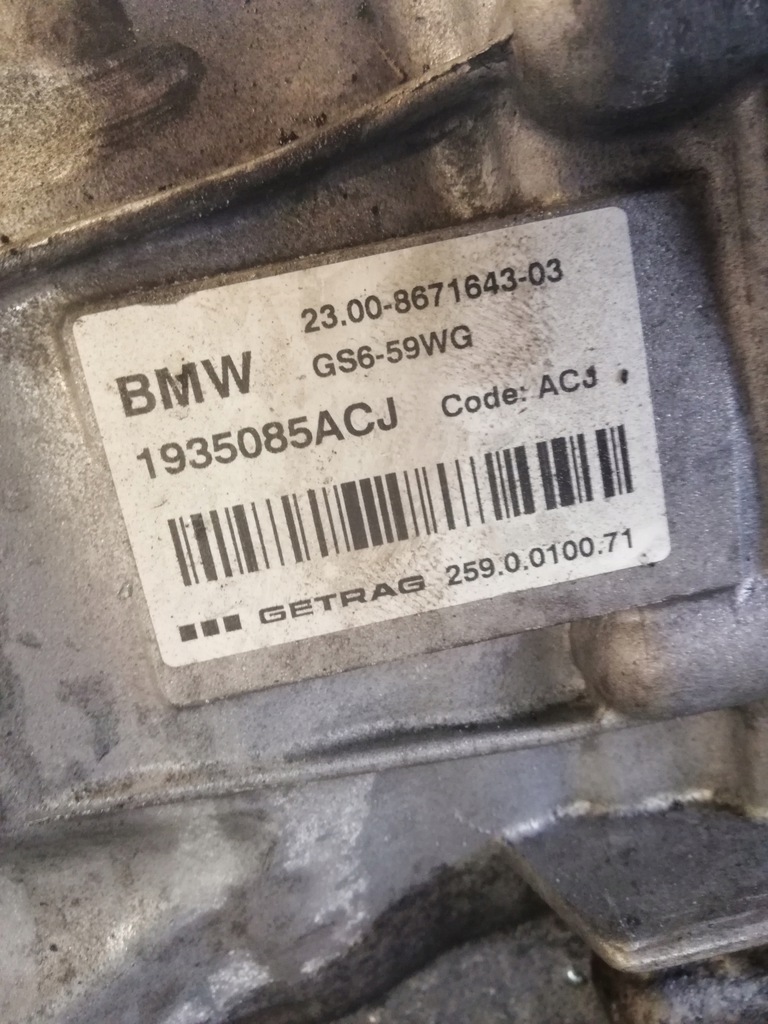 23.00-8671643-03
BMW GS6-59WG
1935085ACJ Code: ACJ
GETRAG 259.0.0100.71